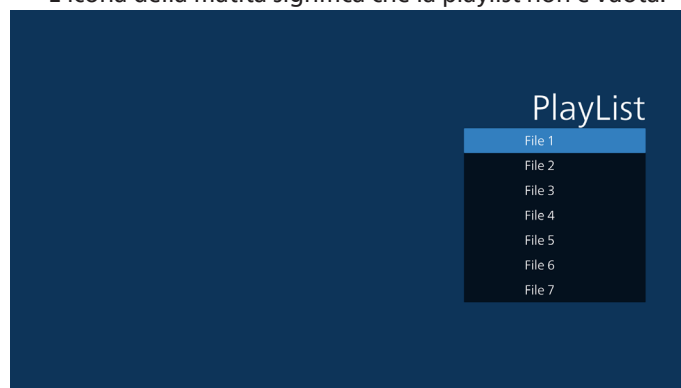 L'icona della matita significa che la playlist non è vuota.
PlayList
File 1
File 2
File 3
File 4
File 5
File 6
File 7